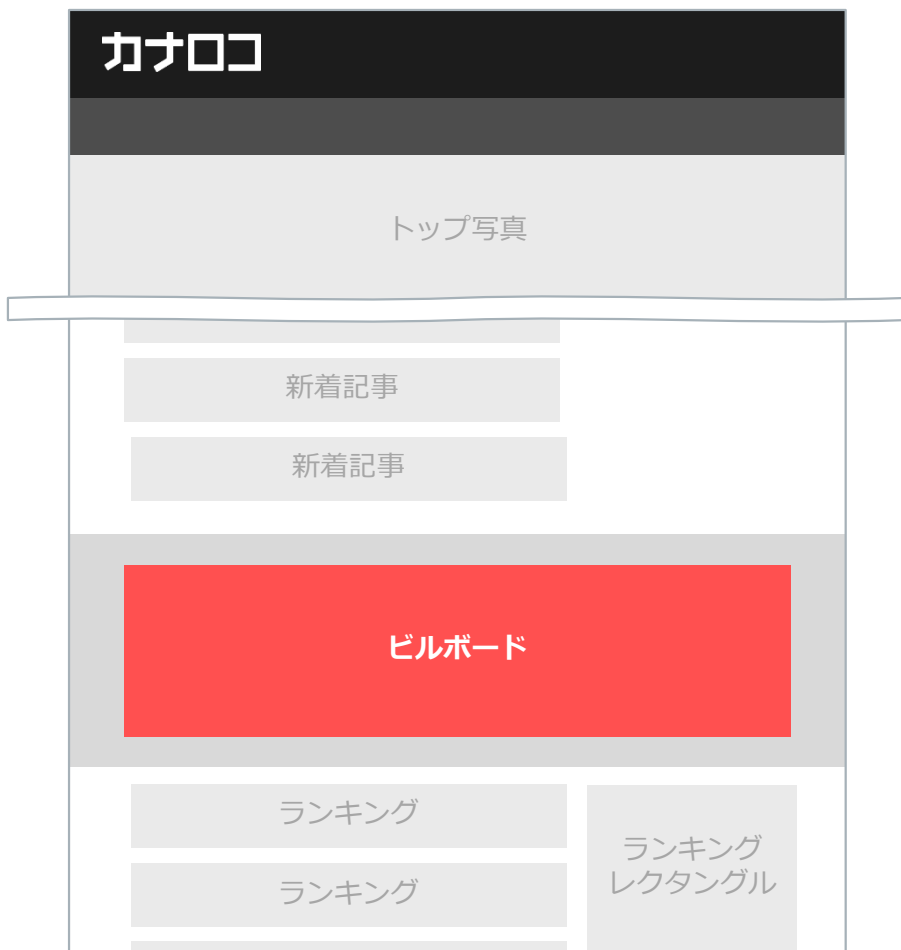 カナロコ
トップ写真
新着記事
新着記事
ビルボード
ランキング
ランキング
ランキング
レクタングル